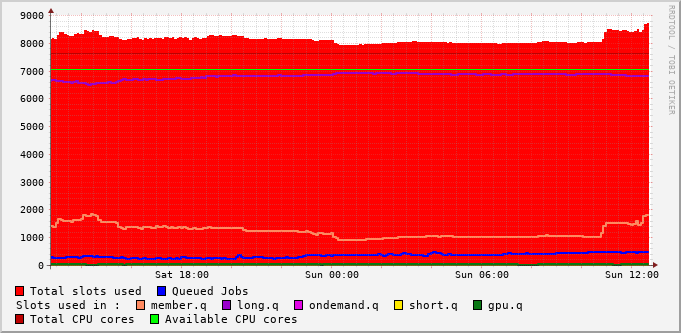 9000
8000
7000
6000
5000
4000
3000
2000
1000
0
Sat 18:00 Sun 00:00 Sun 06:00 Sun 12:00
Total slots used Queued Jobs
Slots used in : member.q long.q ondemand.q short.q gpu.q
Total CPU cores Available CPU cores
RRDTOOL / TOBI OETIKER